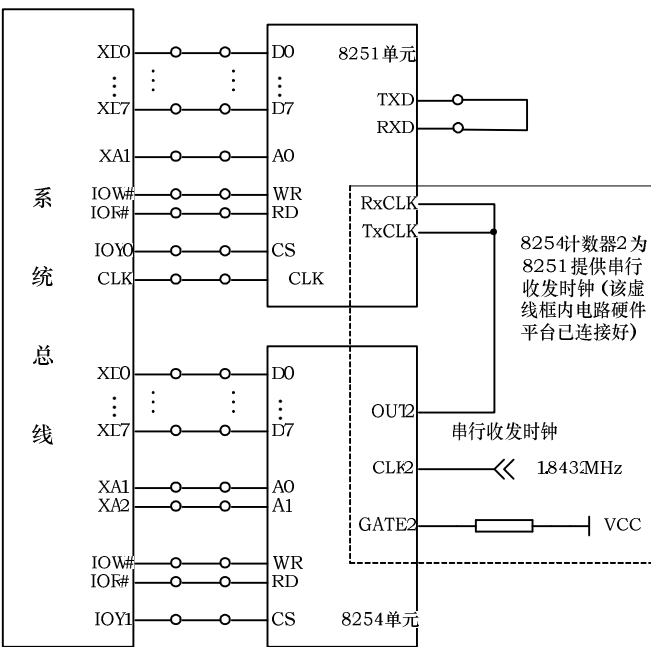 系
统
总
线
XD0
XD7
XA1
IOW#
IOR#
IOY0
CLK
XD0
XD7
XA1
XA2
IOW#
IOR#
IOY1
D0
8251单元
D7
A0
WR
RD
CS
CLK
TXD
RXD
RxCLK
TxCLK
8254计数器2为
8251提供串行
收发时钟(该虚
线框内电路硬件
平台已连接好)
D0
D7
A0
A1
WR
RD
CS
8254单元
OUT2
串行收发时钟
CLK2
1.8432MHz
GATE2
VCC